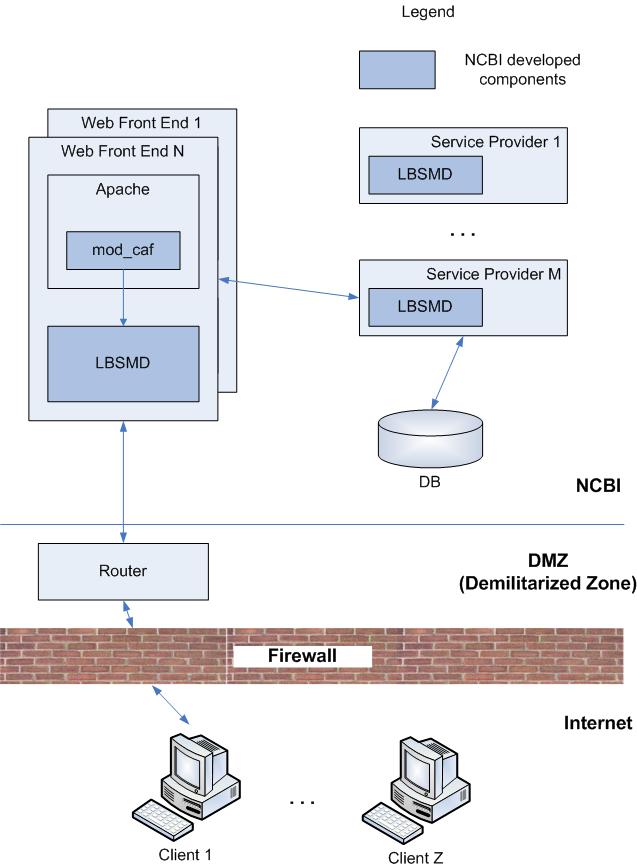 Legend
NCBI developed
components
Web Front End 1
Web Front End N
Apache
mod_caf
LBSMD
Service Provider 1
LBSMD
...
Service Provider M
LBSMD
DB
NCBI
Router
DMZ
(Demilitarized Zone)
Firewall
Internet
...
Client 1
Client Z